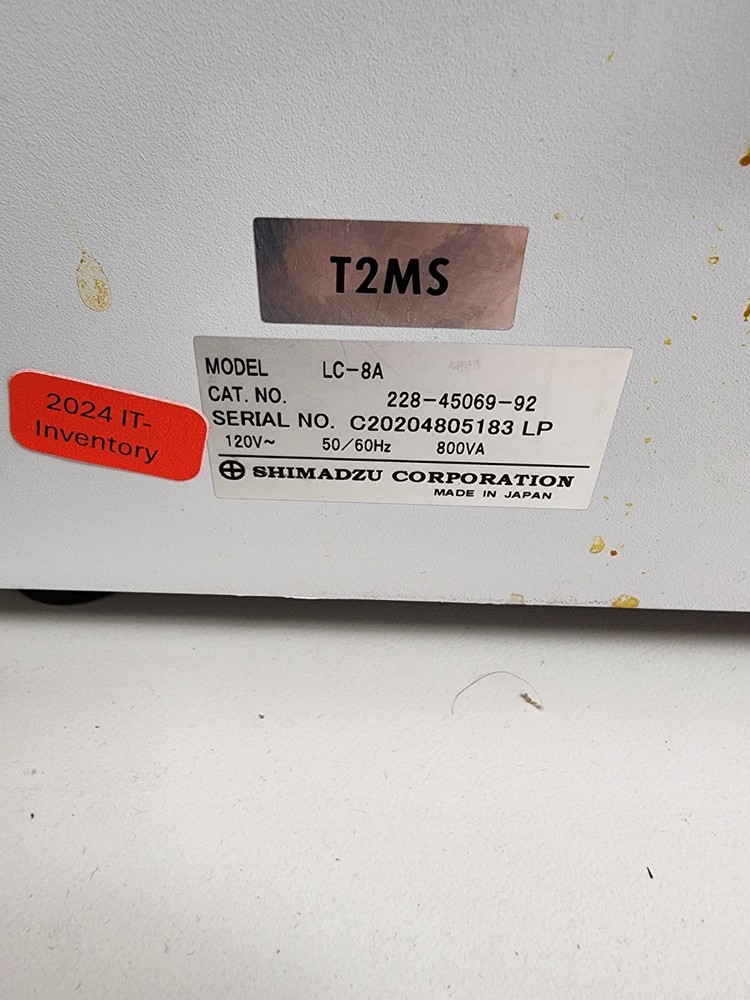 T2MS
MODEL LC-8A
CAT. NO. 228-45069-92
SERIAL NO. C20204805183 LP
120V~ 50/60Hz 800VA
SHIMADZU CORPORATION
MADE IN JAPAN
2024 IT-
Inventory